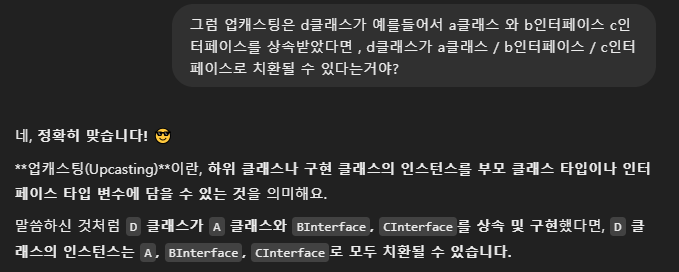 그럼 업캐스팅은 d클래스가 예를들어서 a클래스 와 b인터페이스 c인
터페이스를 상속받았다면 , d클래스가 a클래스 / b인터페이스 / c인터
페이스로 치환될 수 있다는거야?
네, 정확히 맞습니다! 😎
**업캐스팅(Upcasting)**이란, 하위 클래스나 구현 클래스의 인스턴스를 부모 클래스 타입이나 인터
페이스 타입 변수에 담을 수 있는 것을 의미해요.
말씀하신 것처럼 D 클래스가 A 클래스와 BInterface, CInterface를 상속 및 구현했다면, D 클
래스의 인스턴스는 A, BInterface, CInterface로 모두 치환될 수 있습니다.